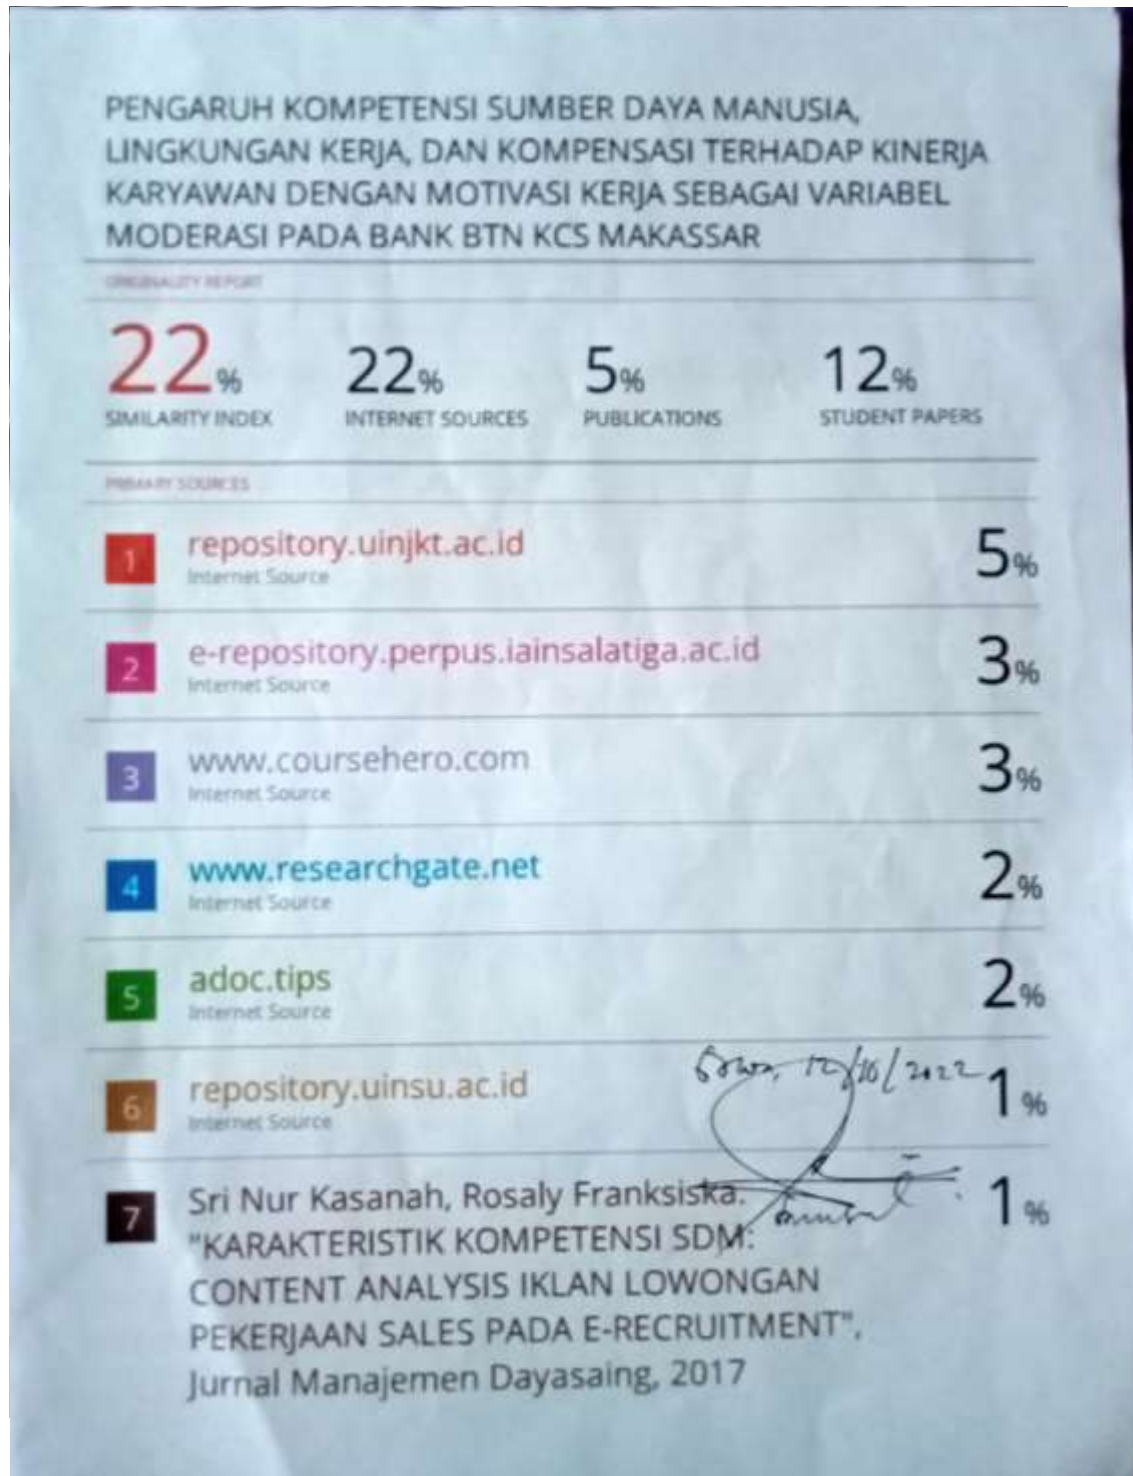 PENGARUH KOMPETENSI SUMBER DAYA MANUSIA,
LINGKUNGAN KERJA, DAN KOMPENSASI TERHADAP KINERJA
KARYAWAN DENGAN MOTIVASI KERJA SEBAGAI VARIABEL
MODERASI PADA BANK BTN KCS MAKASSAR
ORIGINALITY REPORT
22% 22% 5% 12%
SIMILARITY INDEX INTERNET SOURCES PUBLICATIONS STUDENT PAPERS
PRIMARY SOURCES
1 repository.uinjkt.ac.id 5%
Internet Source
2 e-repository.perpus.iainsalatiga.ac.id 3%
Internet Source
3 www.coursehero.com 3%
Internet Source
4 www.researchgate.net 2%
Internet Source
5 adoc.tips 2%
Internet Source
12/10/2022
6 repository.uinsu.ac.id 1%
Internet Source
7 Sri Nur Kasanah, Rosaly Franksiska. 1%
"KARAKTERISTIK KOMPETENSI SDM:
CONTENT ANALYSIS IKLAN LOWONGAN
PEKERJAAN SALES PADA E-RECRUITMENT",
Jurnal Manajemen Dayasaing, 2017